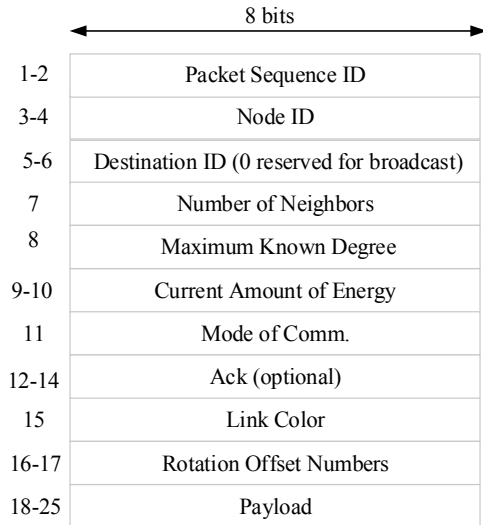 8 bits
1-2 Packet Sequence ID
3-4 Node ID
5-6 Destination ID (0 reserved for broadcast)
7 Number of Neighbors
8 Maximum Known Degree
9-10 Current Amount of Energy
11 Mode of Comm.
12-14 Ack (optional)
15 Link Color
16-17 Rotation Offset Numbers
18-25 Payload